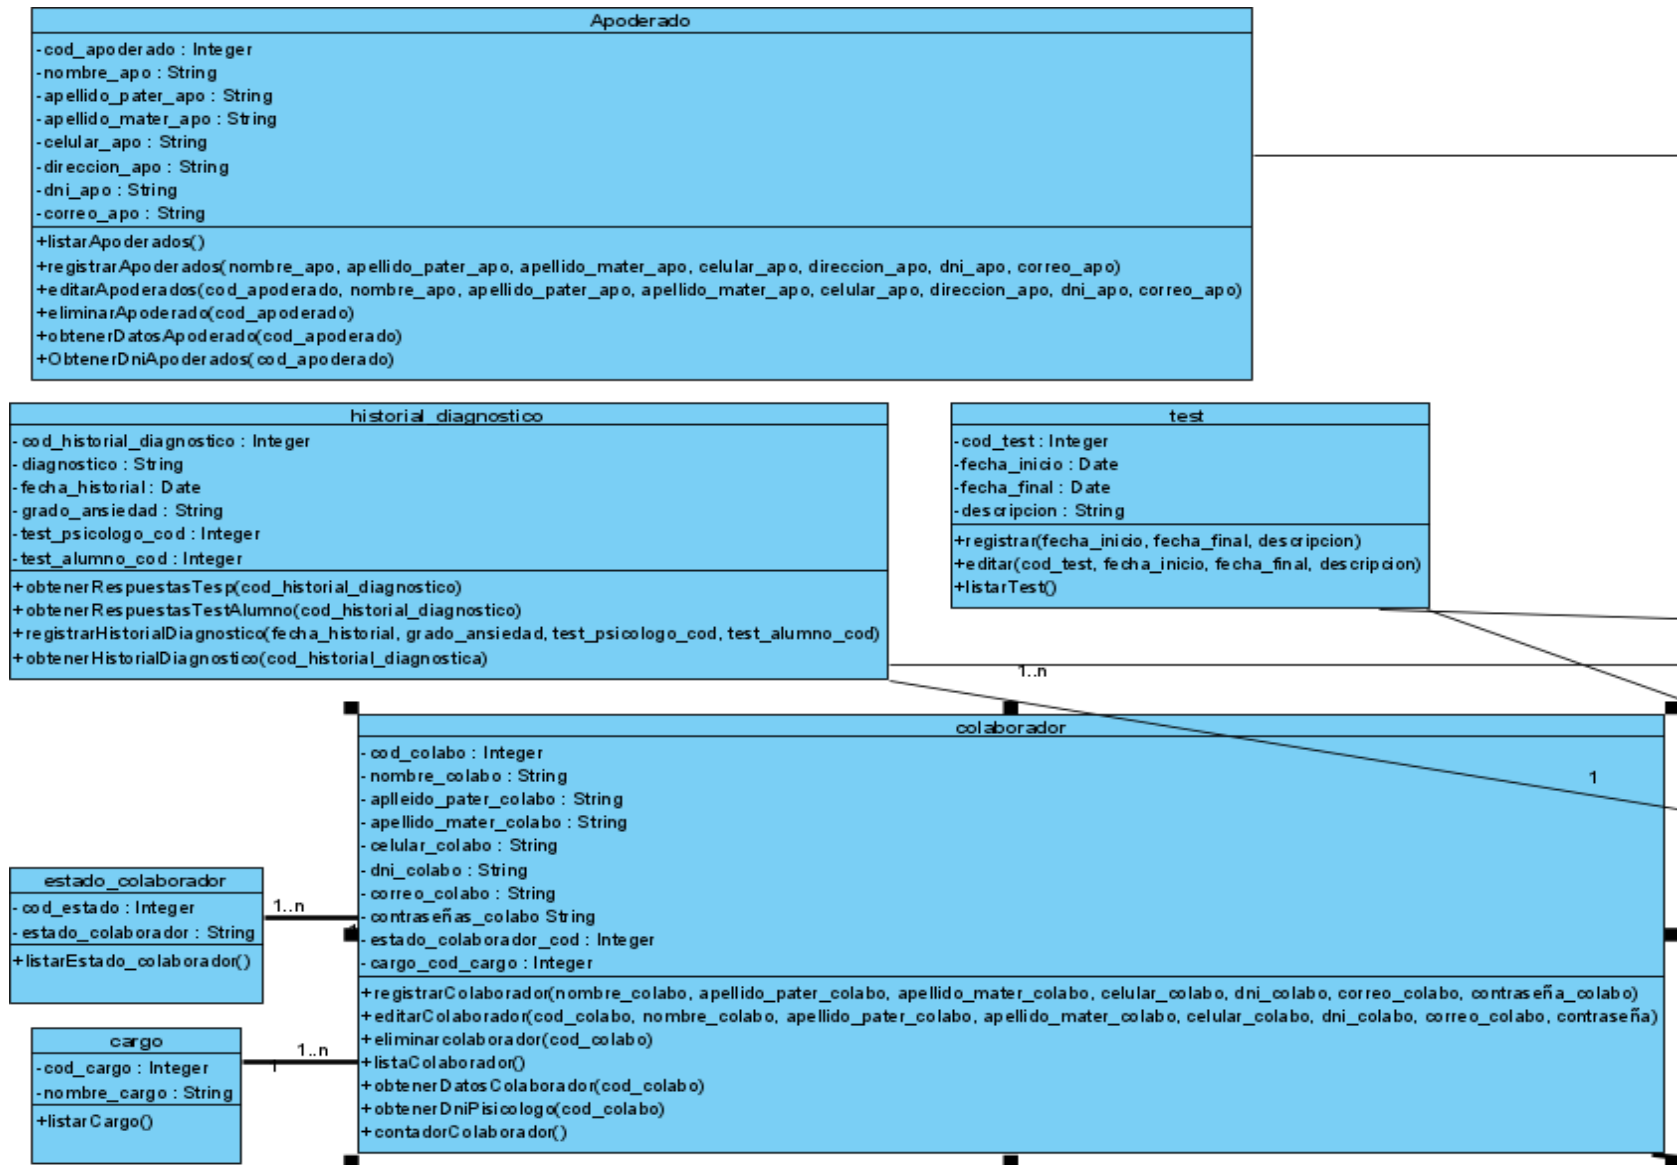 Apoderado
-cod_apoderado : Integer
-nombre_apo : String
-apellido_pater_apo : String
-apellido_mater_apo : String
-celular_apo : String
-direccion_apo : String
-dni_apo : String
-correo_apo : String
+listarApoderados()
+registrarApoderados(nombre_apo, apellido_pater_apo, apellido_mater_apo, celular_apo, direccion_apo, dni_apo, correo_apo)
+editarApoderados(cod_apoderado, nombre_apo, apellido_pater_apo, apellido_mater_apo, celular_apo, direccion_apo, dni_apo, correo_apo)
+eliminarApoderado(cod_apoderado)
+obtenerDatosApoderado(cod_apoderado)
+ObtenerDniApoderados(cod_apoderado)
historial_diagnostico
-cod_historial_diagnostico : Integer
-diagnostico : String
-fecha_historial : Date
-grado_ansiedad : String
-test_psicologo_cod : Integer
-test_alumno_cod : Integer
+obtenerRespuestasTesp(cod_historial_diagnostico)
+obtenerRespuestasTestAlumno(cod_historial_diagnostico)
+registrarHistorialDiagnostico(fecha_historial, grado_ansiedad, test_psicologo_cod, test_alumno_cod)
+obtenerHistorialDiagnostico(cod_historial_diagnostica)
test
-cod_test : Integer
-fecha_inicio : Date
-fecha_final : Date
-descripcion : String
+registrar(fecha_inicio, fecha_final, descripcion)
+editar(cod_test, fecha_inicio, fecha_final, descripcion)
+listarTest()
1..n
colaborador
-cod_colabo : Integer
-nombre_colabo : String
-aplleido_pater_colabo : String
-apellido_mater_colabo : String
-celular_colabo : String
-dni_colabo : String
-correo_colabo : String
-contraseñas_colabo String
-estado_colaborador_cod : Integer
-cargo_cod_cargo : Integer
+registrarColaborador(nombre_colabo, apellido_pater_colabo, apellido_mater_colabo, celular_colabo, dni_colabo, correo_colabo, contraseña_colabo)
+editarColaborador(cod_colabo, nombre_colabo, apellido_pater_colabo, apellido_mater_colabo, celular_colabo, dni_colabo, correo_colabo, contraseña)
+eliminarcolaborador(cod_colabo)
+listaColaborador()
+obtenerDatosColaborador(cod_colabo)
+obtenerDniPisicologo(cod_colabo)
+contadorColaborador()
1
estado_colaborador
-cod_estado : Integer
-estado_colaborador : String
+listarEstado_colaborador()
1..n
cargo
-cod_cargo : Integer
-nombre_cargo : String
+listarCargo()
1..n
1